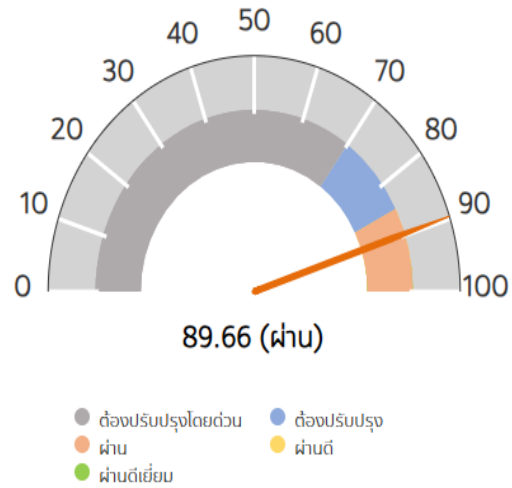 50
40 60
30 70
20 80
10 90
0 100
89.66 (ผ่าน)
ต้องปรับปรุงโดยด่วน ต้องปรับปรุง
ผ่าน ผ่านดี
ผ่านดีเยี่ยม